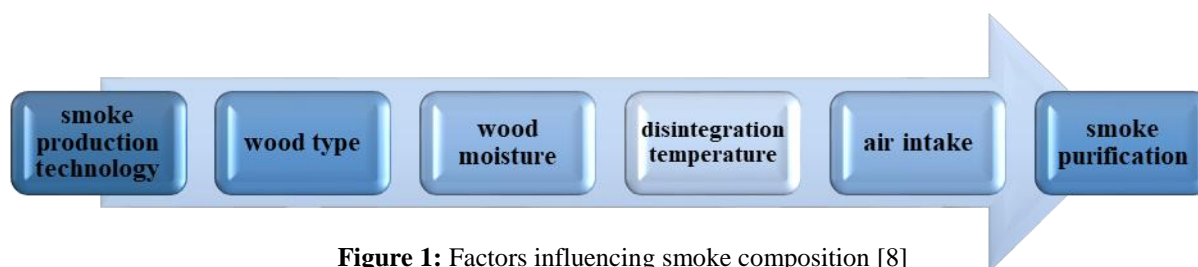 smoke
production
technology
wood type
wood
moisture
disintegration
temperature
air intake
smoke
purification
Figure 1: Factors influencing smoke composition [8]